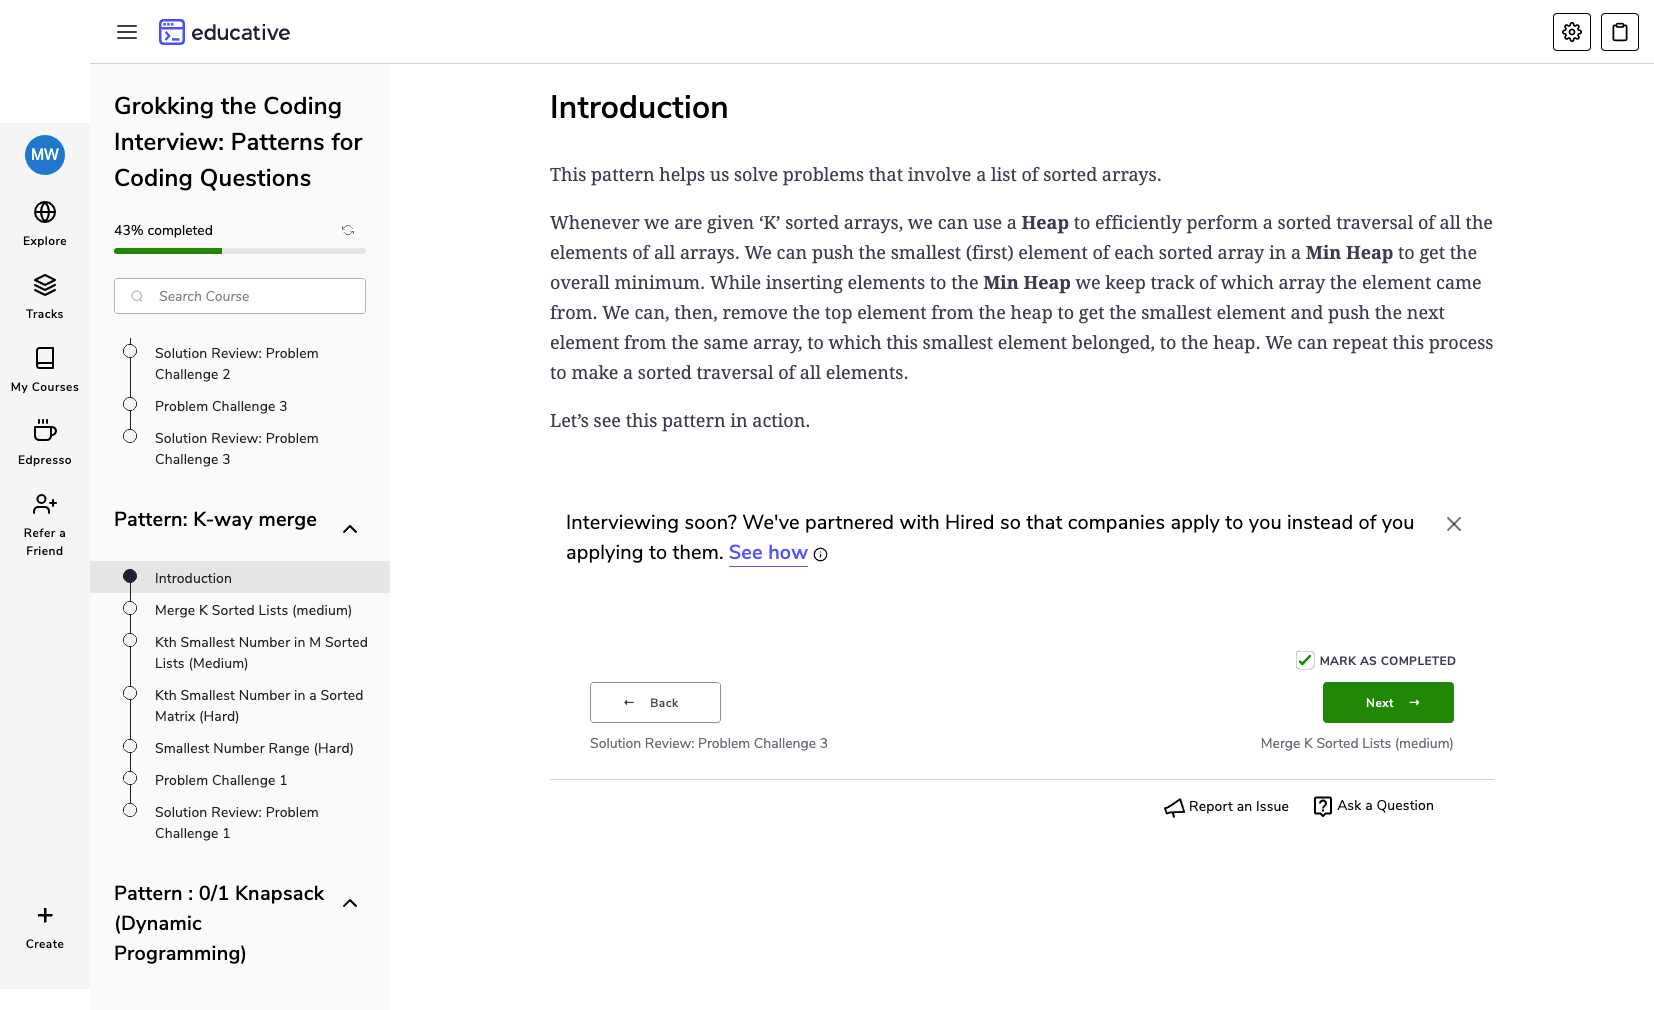 educative
MW
Explore
Tracks
My Courses
Edpresso
Refer a
Friend
Create
Grokking the Coding
Interview: Patterns for
Coding Questions
43% completed
Search Course
Solution Review: Problem
Challenge 2
Problem Challenge 3
Solution Review: Problem
Challenge 3
Pattern: K-way merge
Introduction
Merge K Sorted Lists (medium)
Kth Smallest Number in M Sorted
Lists (Medium)
Kth Smallest Number in a Sorted
Matrix (Hard)
Smallest Number Range (Hard)
Problem Challenge 1
Solution Review: Problem
Challenge 1
Pattern : 0/1 Knapsack
(Dynamic
Programming)
Introduction
This pattern helps us solve problems that involve a list of sorted arrays.
Whenever we are given ‘K’ sorted arrays, we can use a Heap to efficiently perform a sorted traversal of all the
elements of all arrays. We can push the smallest (first) element of each sorted array in a Min Heap to get the
overall minimum. While inserting elements to the Min Heap we keep track of which array the element came
from. We can, then, remove the top element from the heap to get the smallest element and push the next
element from the same array, to which this smallest element belonged, to the heap. We can repeat this process
to make a sorted traversal of all elements.
Let’s see this pattern in action.
Interviewing soon? We've partnered with Hired so that companies apply to you instead of you
applying to them. See how
MARK AS COMPLETED
← Back
Next →
Solution Review: Problem Challenge 3
Merge K Sorted Lists (medium)
Report an Issue
Ask a Question